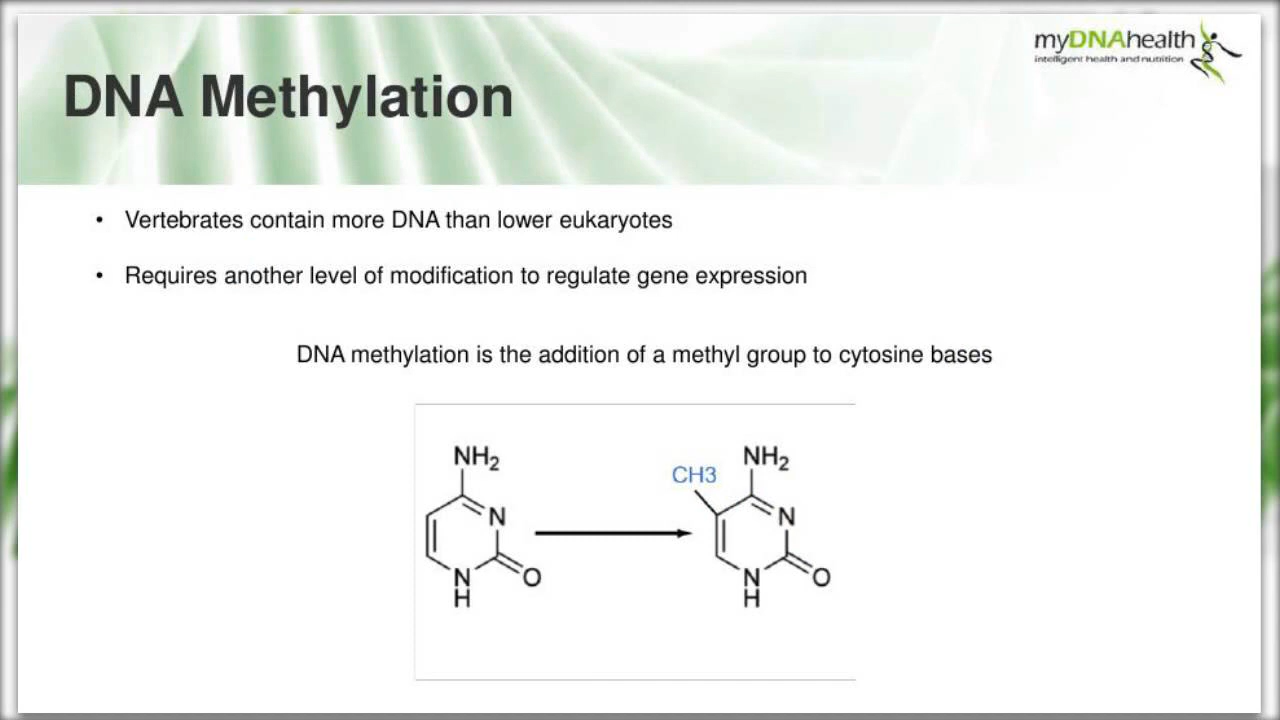 myDNAhealth
intelligent health and nutrition
DNA Methylation
• Vertebrates contain more DNA than lower eukaryotes
• Requires another level of modification to regulate gene expression
DNA methylation is the addition of a methyl group to cytosine bases
NH2
N
O
N
H
CH3
NH2
N
O
N
H